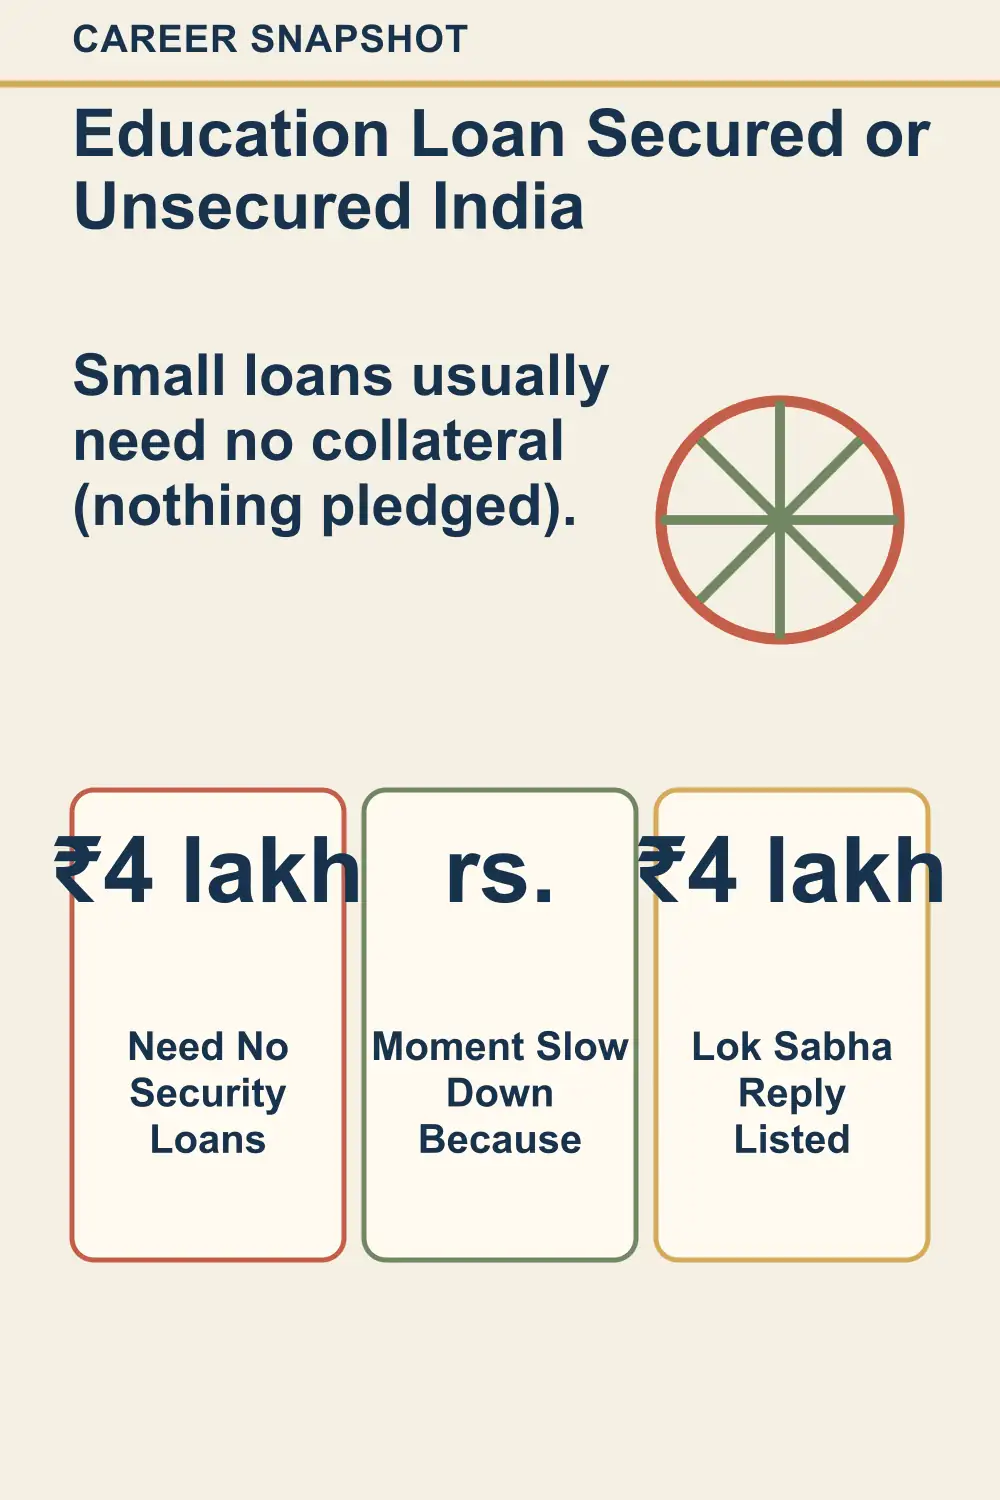 CAREER SNAPSHOT
Education Loan Secured or
Unsecured India
Small loans usually
need no collateral
(nothing pledged).
₹4 lakh
Need No
Security
Loans
rs.
Moment Slow
Down
Because
₹4 lakh
Lok Sabha
Reply
Listed